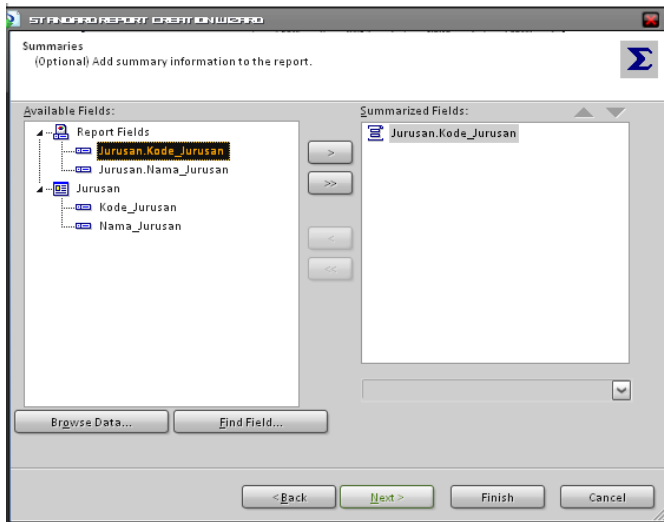 STANDARD REPORT CREATION WIZARD
Summaries
(Optional) Add summary information to the report.
Σ
Available Fields:
Report Fields
Jurusan.Kode_Jurusan
Jurusan.Nama_Jurusan
Jurusan
Kode_Jurusan
Nama_Jurusan
>
>>
<
<<
Summarized Fields:
Jurusan.Kode_Jurusan
Browse Data...
Find Field...
< Back
Next >
Finish
Cancel